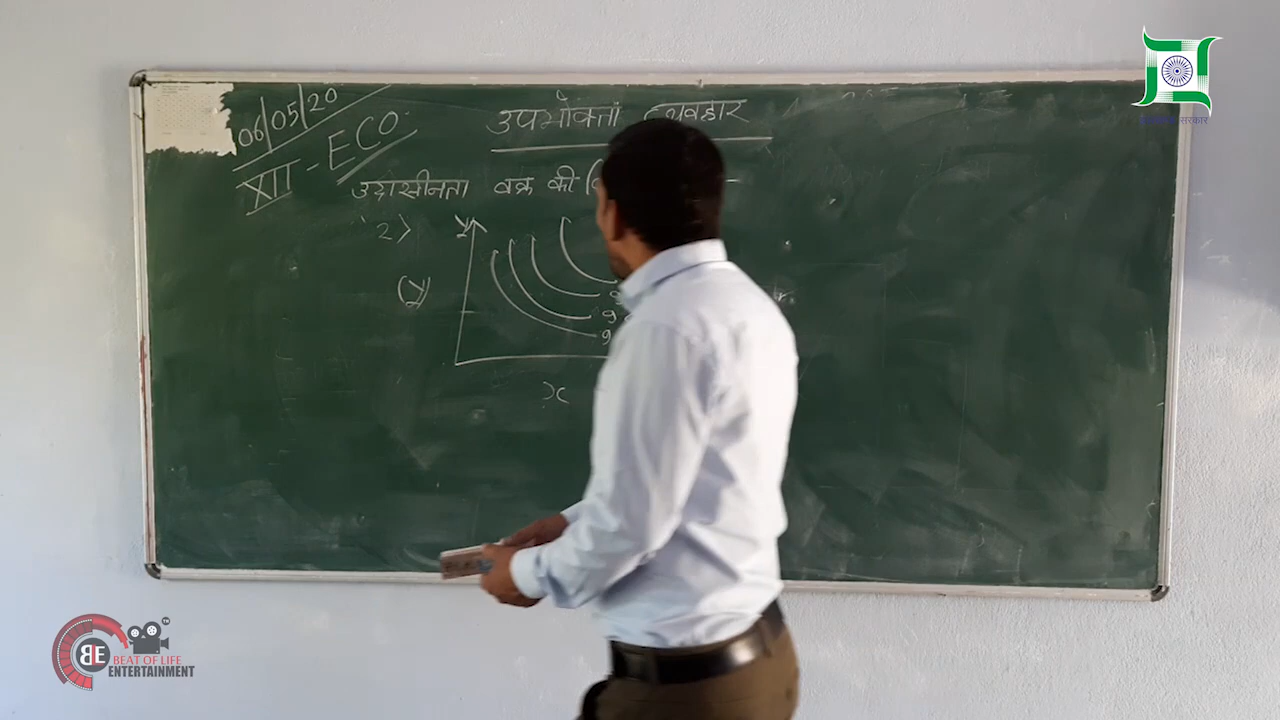 06/05/20
XII - ECO.
उपभोक्ता व्यवहार
उदासीनता वक्र की
2>
y
(y)
x
BEAT OF LIFE
ENTERTAINMENT